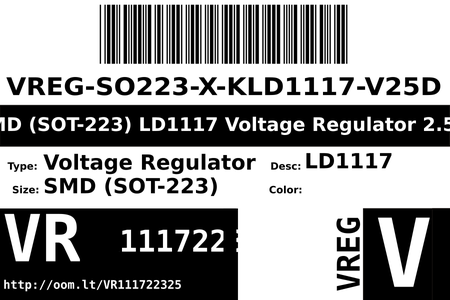 VREG-SO223-X-KLD1117-V25D
MD (SOT-223) LD1117 Voltage Regulator 2.5
Type: Voltage Regulator Desc: LD1117
Size: SMD (SOT-223) Color:
VR 111722
http://oom.lt/VR111722325
VREG V